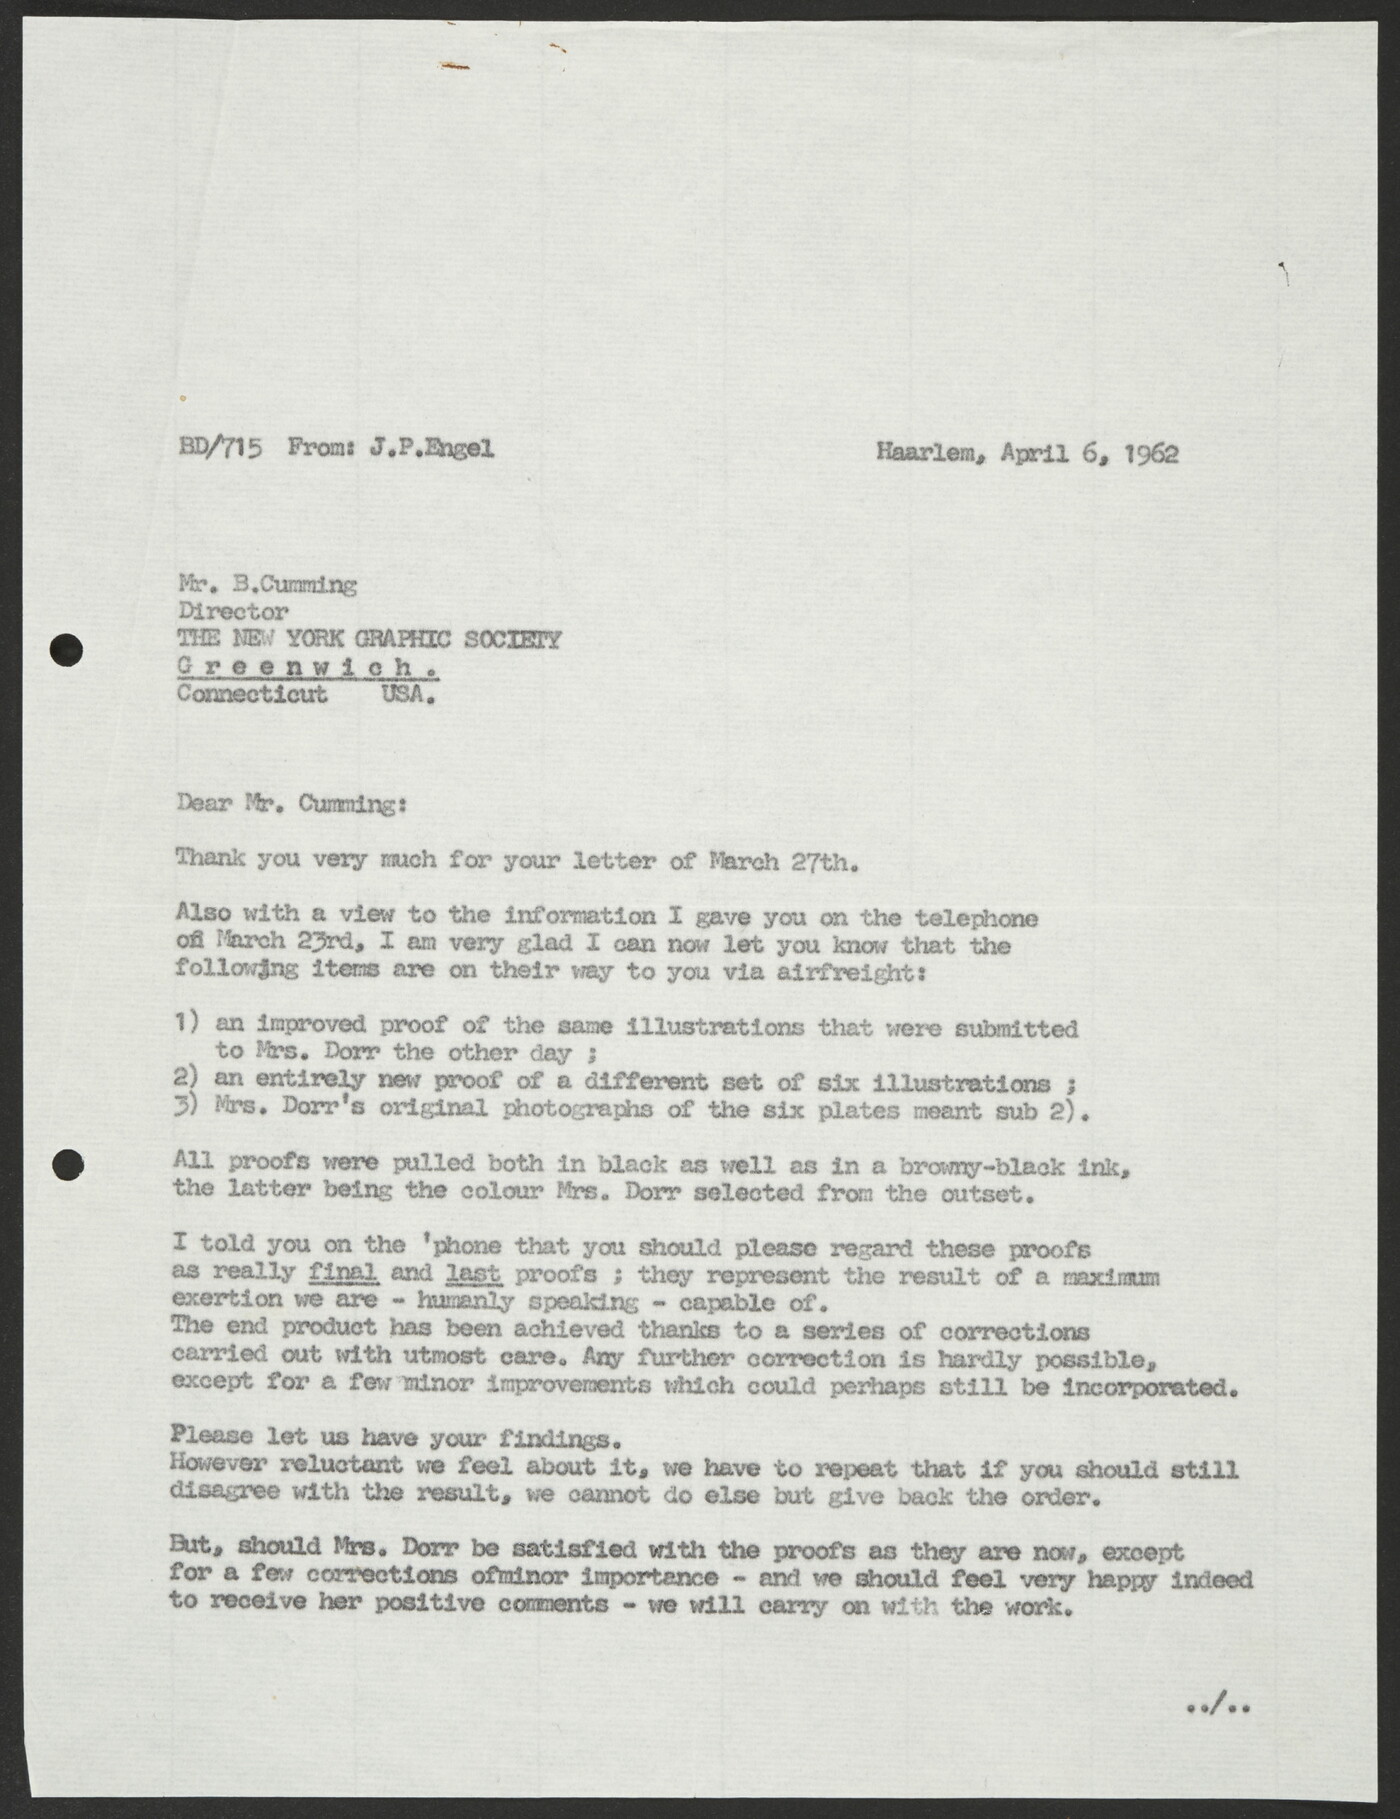 BD/715 From: J.P.Engel Haarlem, April 6, 1962
Mr. B.Cumming
Director
THE NEW YORK GRAPHIC SOCIETY
G r e e n w i c h .
Connecticut USA.
Dear Mr. Cumming:
Thank you very much for your letter of March 27th.
Also with a view to the information I gave you on the telephone
on March 23rd, I am very glad I can now let you know that the
following items are on their way to you via airfreight:
1) an improved proof of the same illustrations that were submitted
to Mrs. Dorr the other day ;
2) an entirely new proof of a different set of six illustrations ;
3) Mrs. Dorr's original photographs of the six plates meant sub 2).
All proofs were pulled both in black as well as in a browny-black ink,
the latter being the colour Mrs. Dorr selected from the outset.
I told you on the 'phone that you should please regard these proofs
as really final and last proofs ; they represent the result of a maximum
exertion we are - humanly speaking - capable of.
The end product has been achieved thanks to a series of corrections
carried out with utmost care. Any further correction is hardly possible,
except for a few minor improvements which could perhaps still be incorporated.
Please let us have your findings.
However reluctant we feel about it, we have to repeat that if you should still
disagree with the result, we cannot do else but give back the order.
But, should Mrs. Dorr be satisfied with the proofs as they are now, except
for a few corrections ofminor importance - and we should feel very happy indeed
to receive her positive comments - we will carry on with the work.
../..